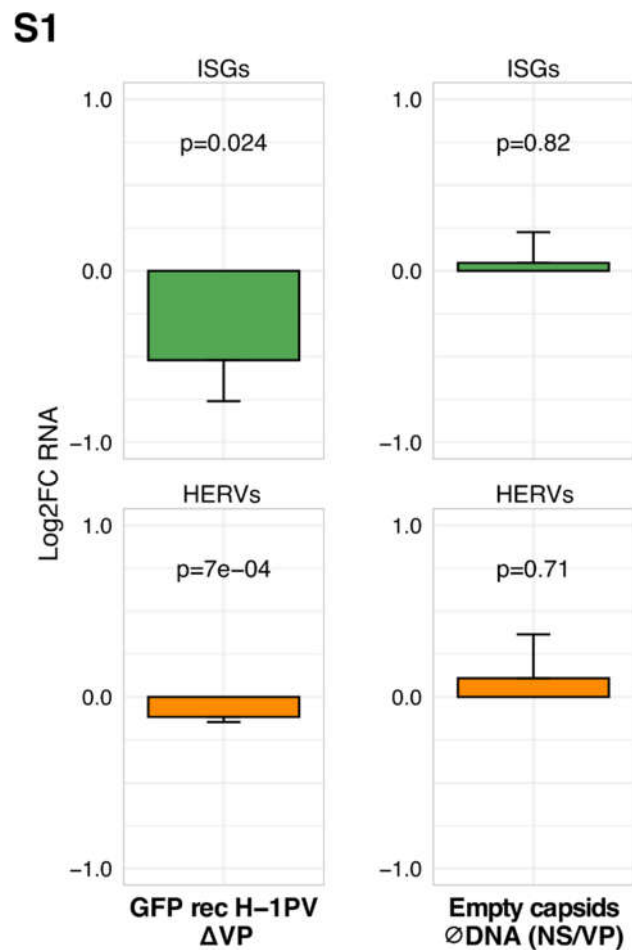 S1
ISGs
ISGs
1.0
p=0.024
0.0
−1.0
1.0
p=0.82
0.0
−1.0
Log2FC RNA
HERVs
HERVs
1.0
p=7e−04
0.0
−1.0
1.0
p=0.71
0.0
−1.0
GFP rec H−1PV
ΔVP
Empty capsids
∅DNA (NS/VP)